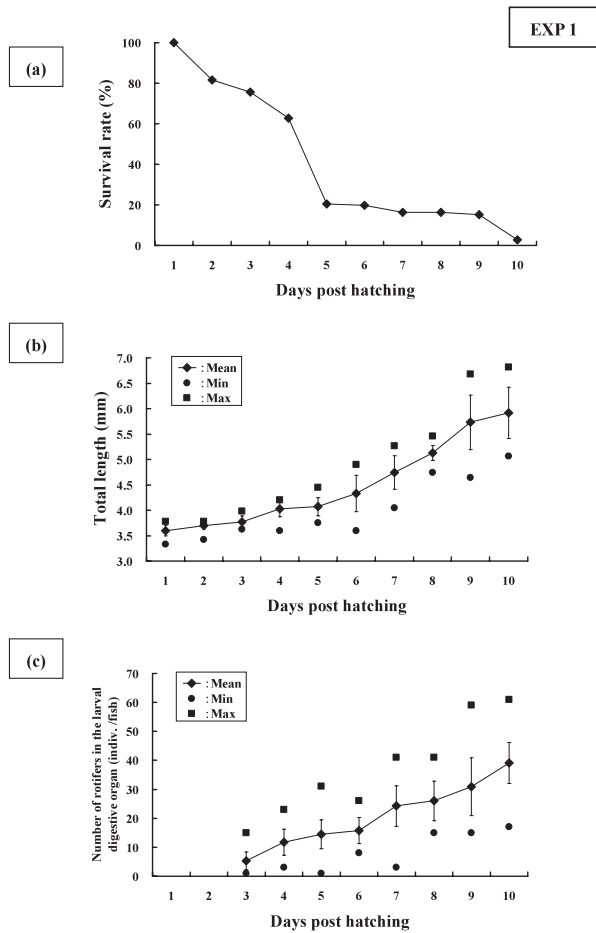 EXP 1
(a)
Survival rate (%)
100
80
60
40
20
0
1 2 3 4 5 6 7 8 9 10
Days post hatching
(b)
Total length (mm)
7.0
6.5
6.0
5.5
5.0
4.5
4.0
3.5
3.0
: Mean
: Min
: Max
1 2 3 4 5 6 7 8 9 10
Days post hatching
(c)
Number of rotifers in the larval
digestive organ (indiv. /fish)
70
60
50
40
30
20
10
0
: Mean
: Min
: Max
1 2 3 4 5 6 7 8 9 10
Days post hatching